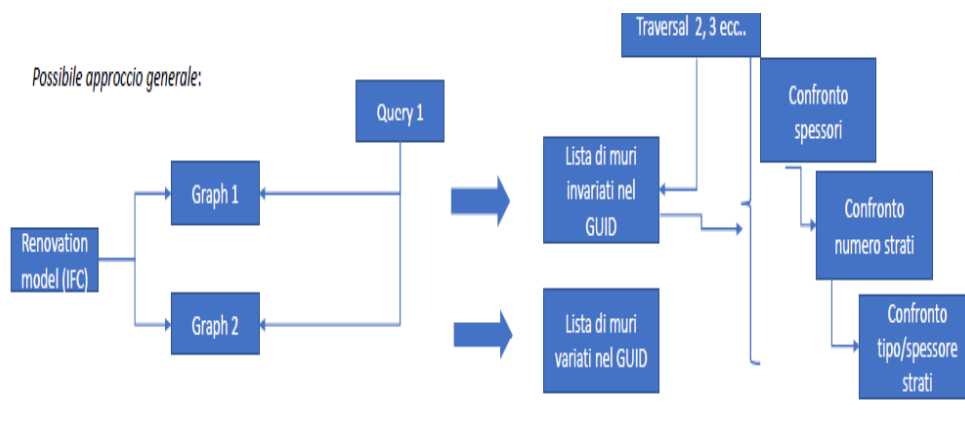 Possibile approccio generale:
Renovation
model (IFC)
Graph 1
Graph 2
Query 1
Lista di muri
invariati nel
GUID
Lista di muri
variati nel GUID
Traversal 2, 3 ecc..
Confronto
spessori
Confronto
numero strati
Confronto
tipo/spessore
strati